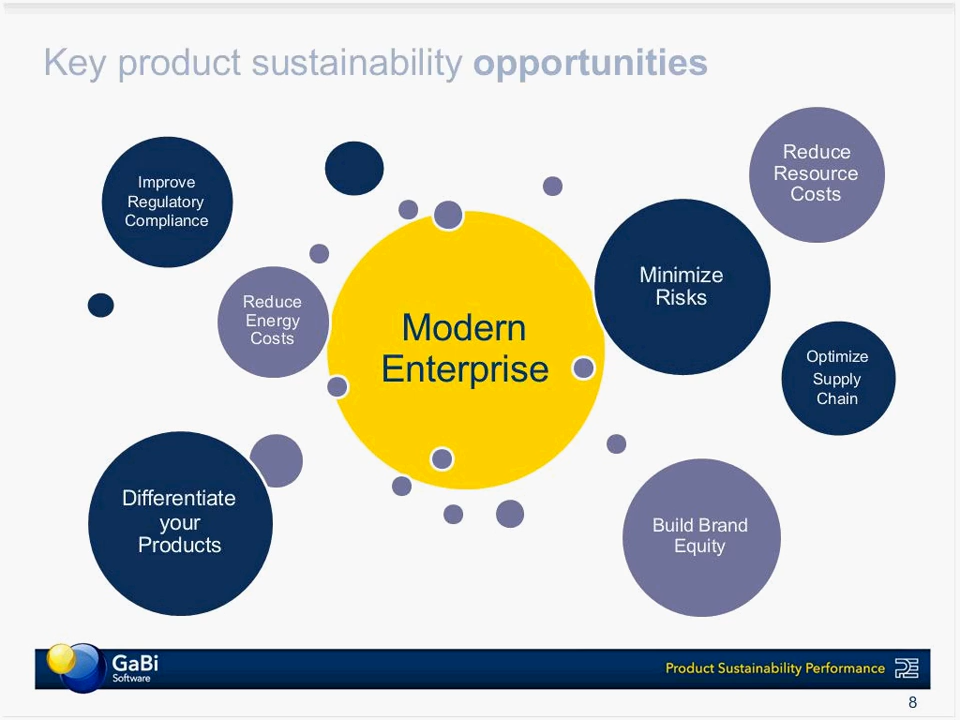 Key product sustainability opportunities
Improve
Regulatory
Compliance
Reduce
Resource
Costs
Minimize
Risks
Reduce
Energy
Costs
Modern
Enterprise
Optimize
Supply
Chain
Differentiate
your
Products
Build Brand
Equity
GaBi
Software
Product Sustainability Performance
PE
8